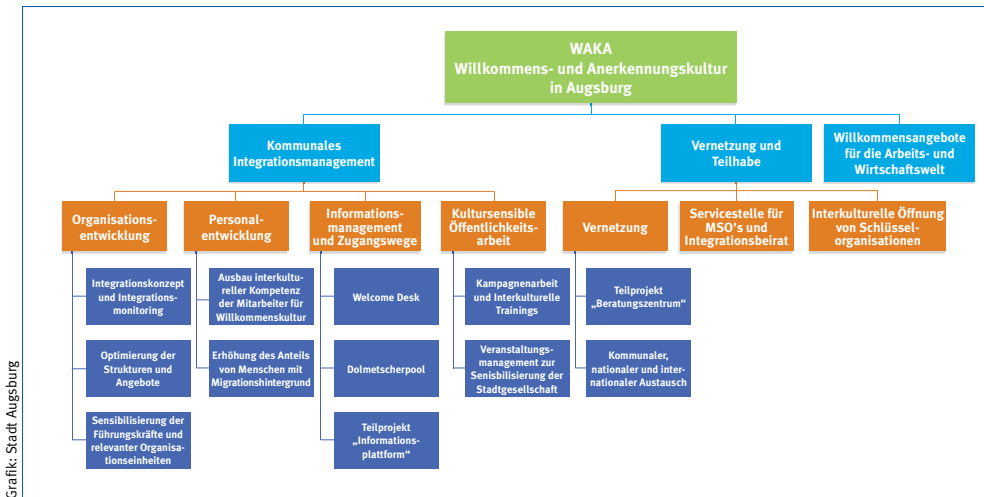 WAKA
Willkommens- und Anerkennungskultur
in Augsburg
Kommunales
Integrationsmanagement
Vernetzung und
Teilhabe
Willkommensangebote
für die Arbeits- und
Wirtschaftswelt
Organisations-
entwicklung
Personal-
entwicklung
Informations-
management
und Zugangswege
Kultursensible
Öffentlichkeits-
arbeit
Vernetzung
Servicestelle für
MSO's und
Integrationsbeirat
Interkulturelle Öffnung
von Schlüssel-
organisationen
Integrationskonzept
und Integrations-
monitoring
Ausbau interkultu-
reller Kompetenz
der Mitarbeiter für
Willkommenskultur
Welcome Desk
Kampagnenarbeit
und Interkulturelle
Trainings
Teilprojekt
„Beratungszentrum“
Optimierung der
Strukturen und
Angebote
Erhöhung des Anteils
von Menschen mit
Migrationshintergrund
Dolmetscherpool
Veranstaltungs-
management zur
Senisbilisierung der
Stadtgesellschaft
Kommunaler,
nationaler und inter-
nationaler Austausch
Sensibilisierung der
Führungskräfte und
relevanter Organisa-
tionseinheiten
Teilprojekt
„Informations-
plattform“
Grafik: Stadt Augsburg